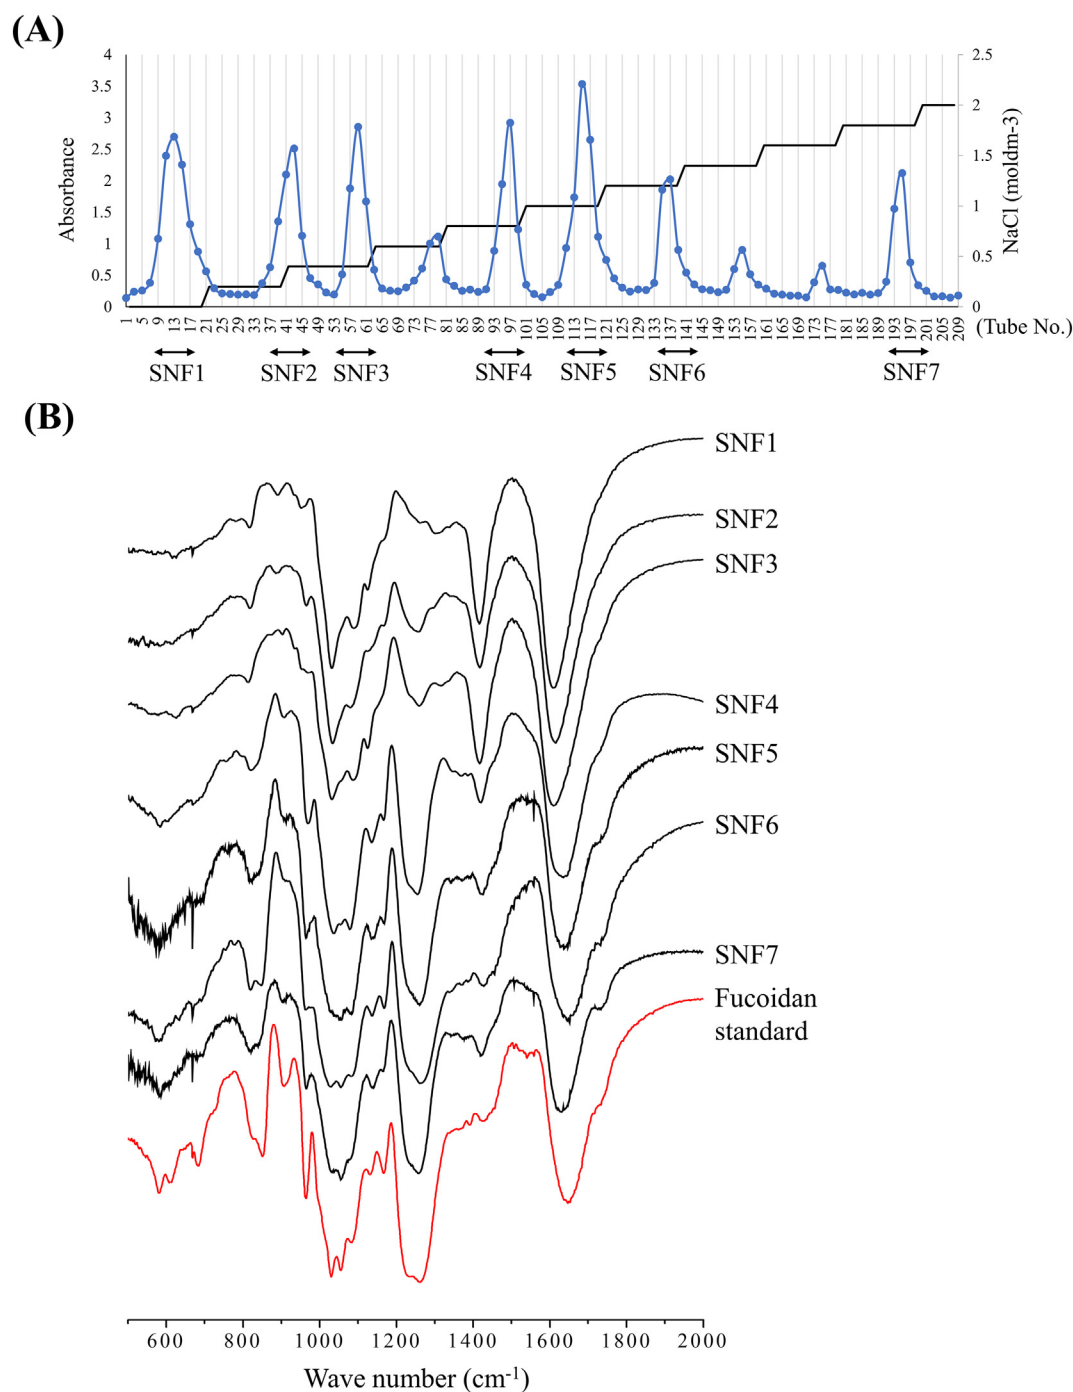 (A)
4
3.5
3
2.5
2
1.5
1
0.5
0
Absorbance
2.5
2
1.5
1
0.5
0
NaCl (moldm-3)
1 5 9 13 17 21 25 29 33 37 41 45 49 53 57 61 65 69 73 77 81 85 89 93 97 101 105 109 113 117 121 125 129 133 137 141 145 149 153 157 161 165 169 173 177 181 185 189 193 197 201 205 209 (Tube No.)
SNF1 SNF2 SNF3 SNF4 SNF5 SNF6 SNF7
(B)
SNF1
SNF2
SNF3
SNF4
SNF5
SNF6
SNF7
Fucoidan
standard
600 800 1000 1200 1400 1600 1800 2000
Wave number (cm-1)